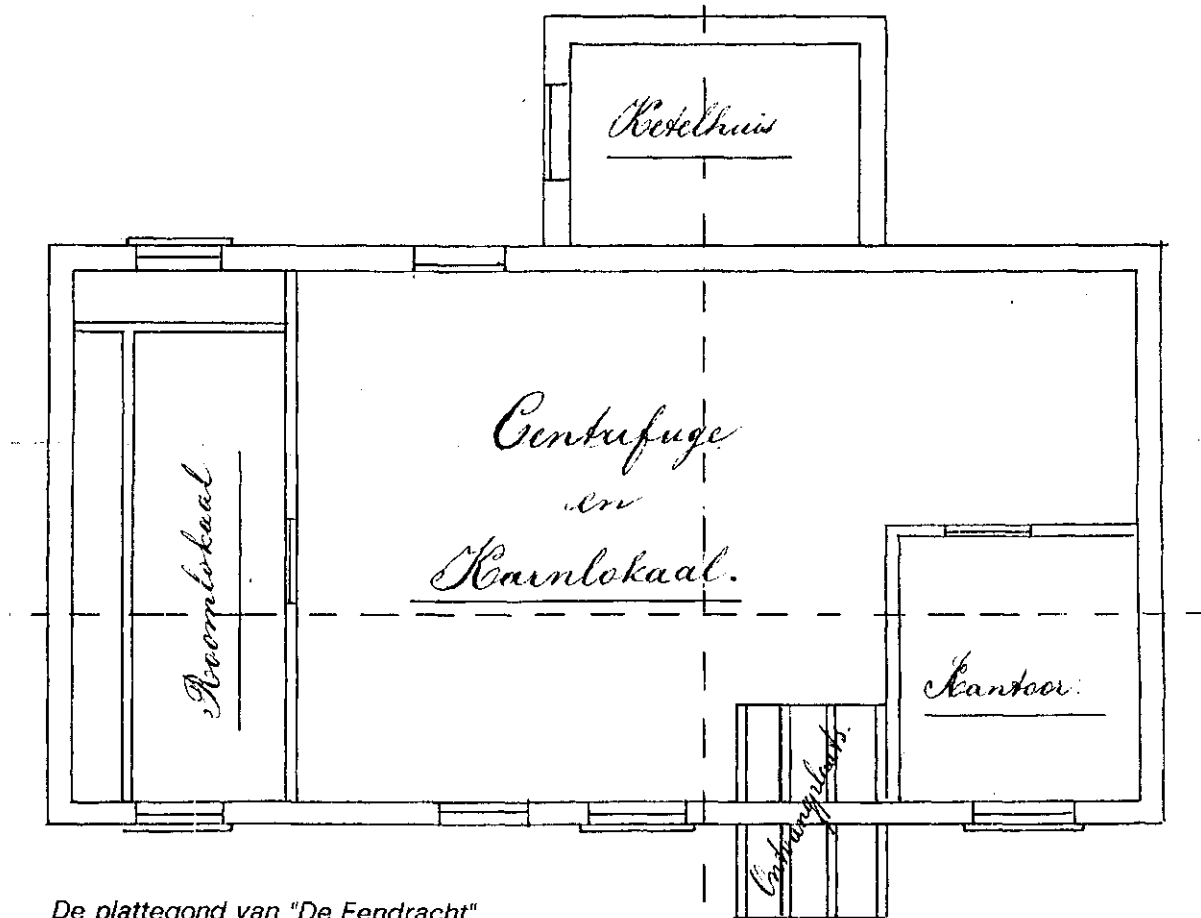 Ketelhuis
Centrifuge
en
Karnlokaal.
Roomlokaal
Kantoor.
Ontvangplaats.
De plattegond van "De Eendracht"